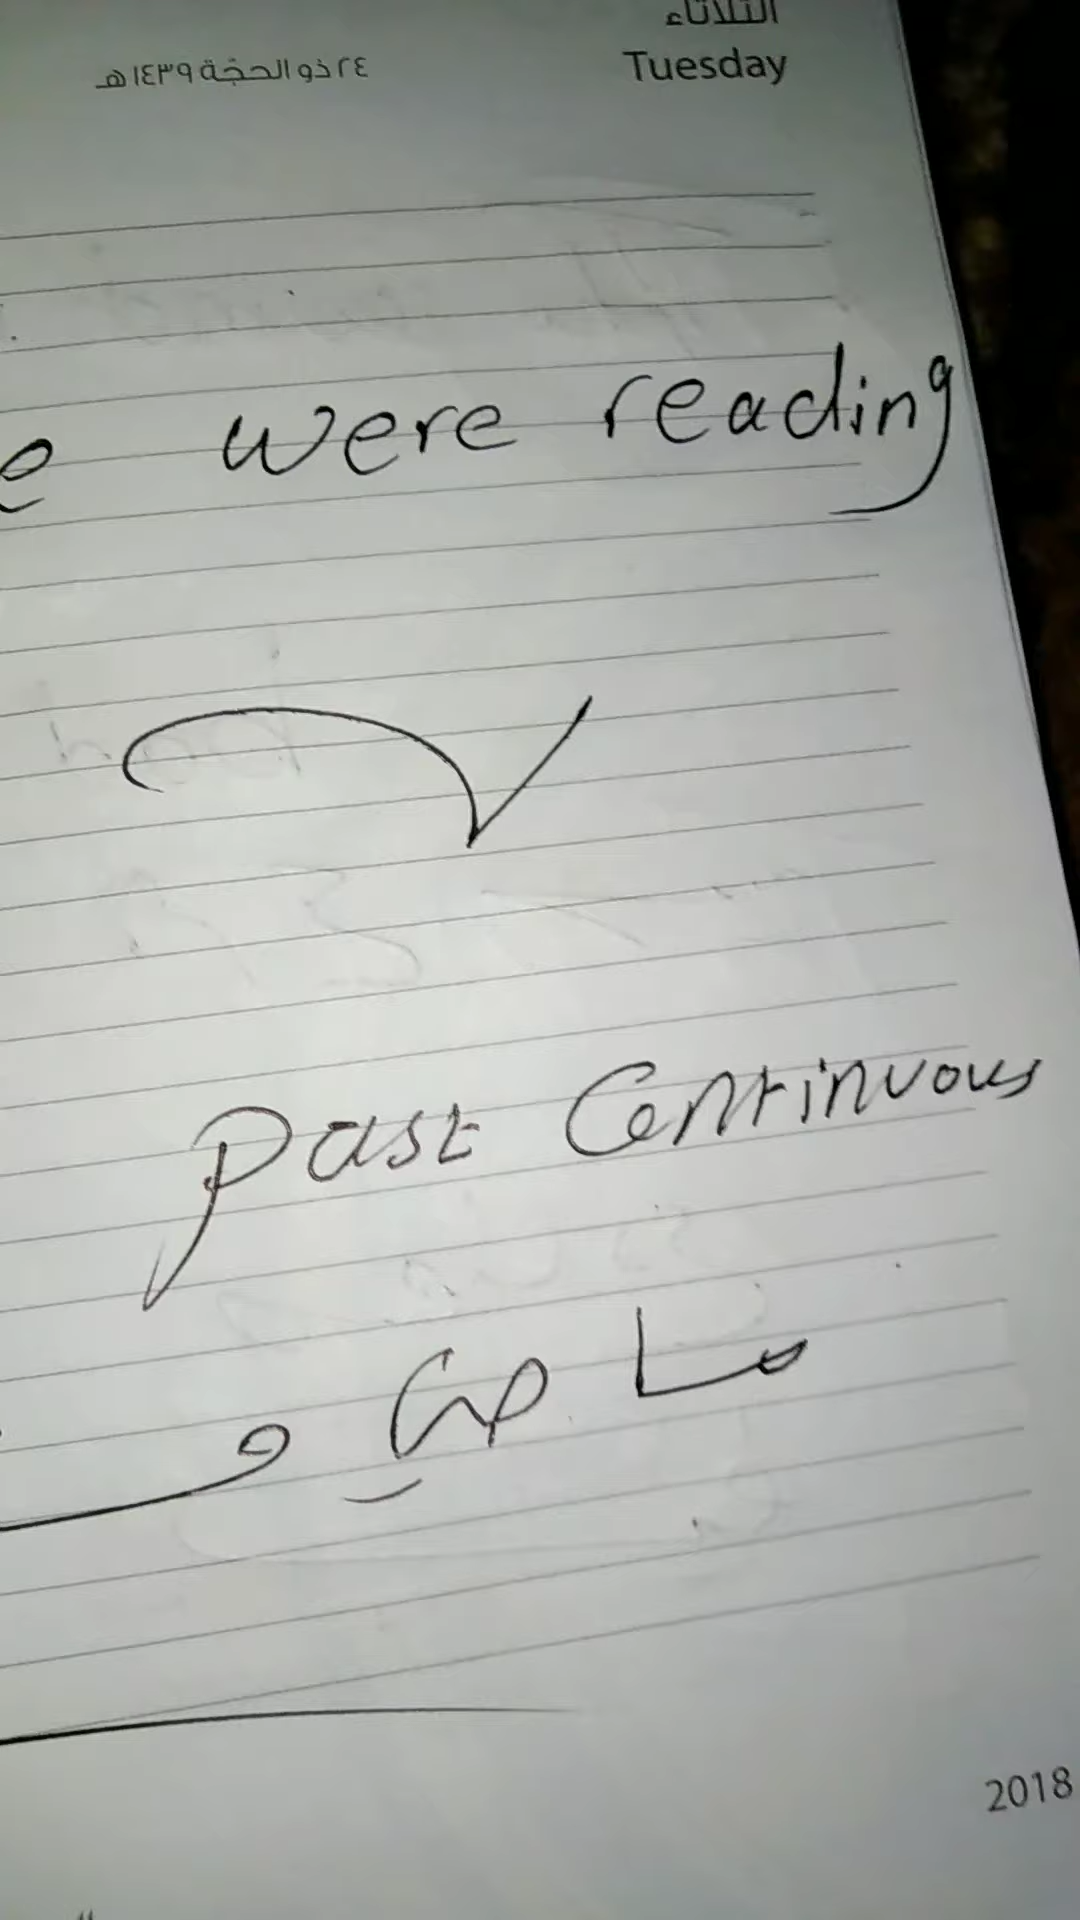 الثلاثاء
Tuesday
٢٤ ذو الحجة ١٤٣٩هـ
were reading
past Continuous
ماضي
2018